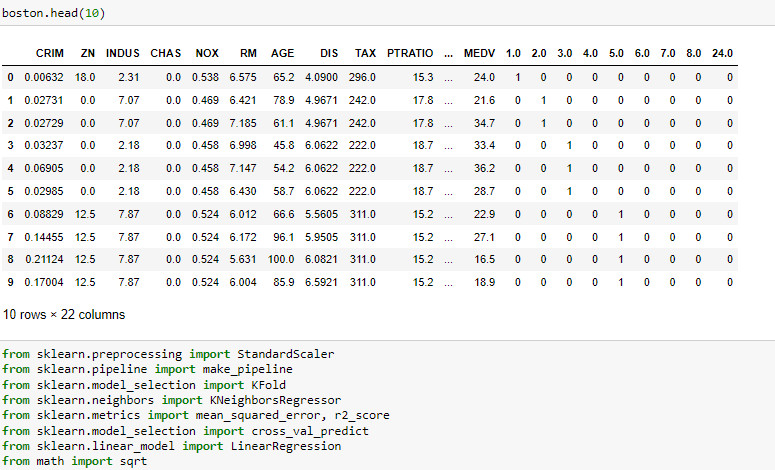 boston.head(10)
CRIM ZN INDUS CHAS NOX RM AGE DIS TAX PTRATIO ... MEDV 1.0 2.0 3.0 4.0 5.0 6.0 7.0 8.0 24.0
0 0.00632 18.0 2.31 0.0 0.538 6.575 65.2 4.0900 296.0 15.3 ... 24.0 1 0 0 0 0 0 0 0 0
1 0.02731 0.0 7.07 0.0 0.469 6.421 78.9 4.9671 242.0 17.8 ... 21.6 0 1 0 0 0 0 0 0 0
2 0.02729 0.0 7.07 0.0 0.469 7.185 61.1 4.9671 242.0 17.8 ... 34.7 0 1 0 0 0 0 0 0 0
3 0.03237 0.0 2.18 0.0 0.458 6.998 45.8 6.0622 222.0 18.7 ... 33.4 0 0 1 0 0 0 0 0 0
4 0.06905 0.0 2.18 0.0 0.458 7.147 54.2 6.0622 222.0 18.7 ... 36.2 0 0 1 0 0 0 0 0 0
5 0.02985 0.0 2.18 0.0 0.458 6.430 58.7 6.0622 222.0 18.7 ... 28.7 0 0 1 0 0 0 0 0 0
6 0.08829 12.5 7.87 0.0 0.524 6.012 66.6 5.5605 311.0 15.2 ... 22.9 0 0 0 0 1 0 0 0 0
7 0.14455 12.5 7.87 0.0 0.524 6.172 96.1 5.9505 311.0 15.2 ... 27.1 0 0 0 0 1 0 0 0 0
8 0.21124 12.5 7.87 0.0 0.524 5.631 100.0 6.0821 311.0 15.2 ... 16.5 0 0 0 0 1 0 0 0 0
9 0.17004 12.5 7.87 0.0 0.524 6.004 85.9 6.5921 311.0 15.2 ... 18.9 0 0 0 0 1 0 0 0 0
10 rows × 22 columns
from sklearn.preprocessing import StandardScaler
from sklearn.pipeline import make_pipeline
from sklearn.model_selection import KFold
from sklearn.neighbors import KNeighborsRegressor
from sklearn.metrics import mean_squared_error, r2_score
from sklearn.model_selection import cross_val_predict
from sklearn.linear_model import LinearRegression
from math import sqrt